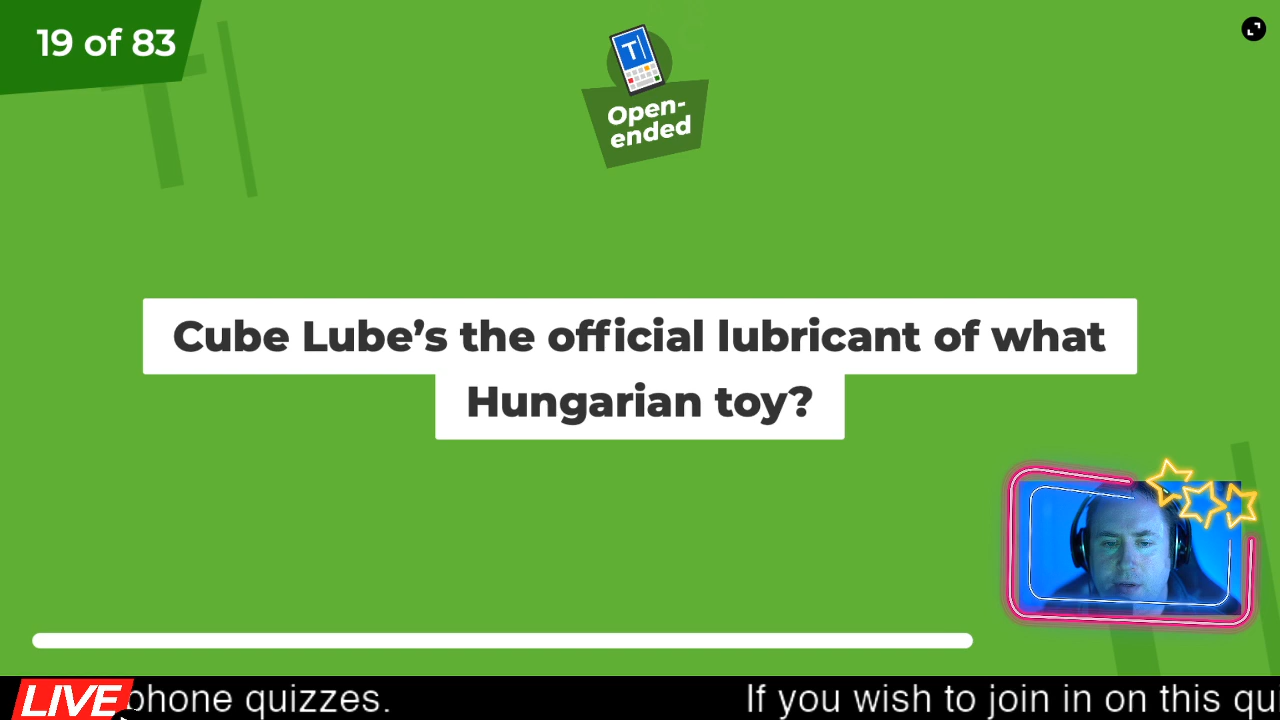 19 of 83
T|
Open-
ended
Cube Lube’s the official lubricant of what
Hungarian toy?
LIVE
phone quizzes. If you wish to join in on this qu